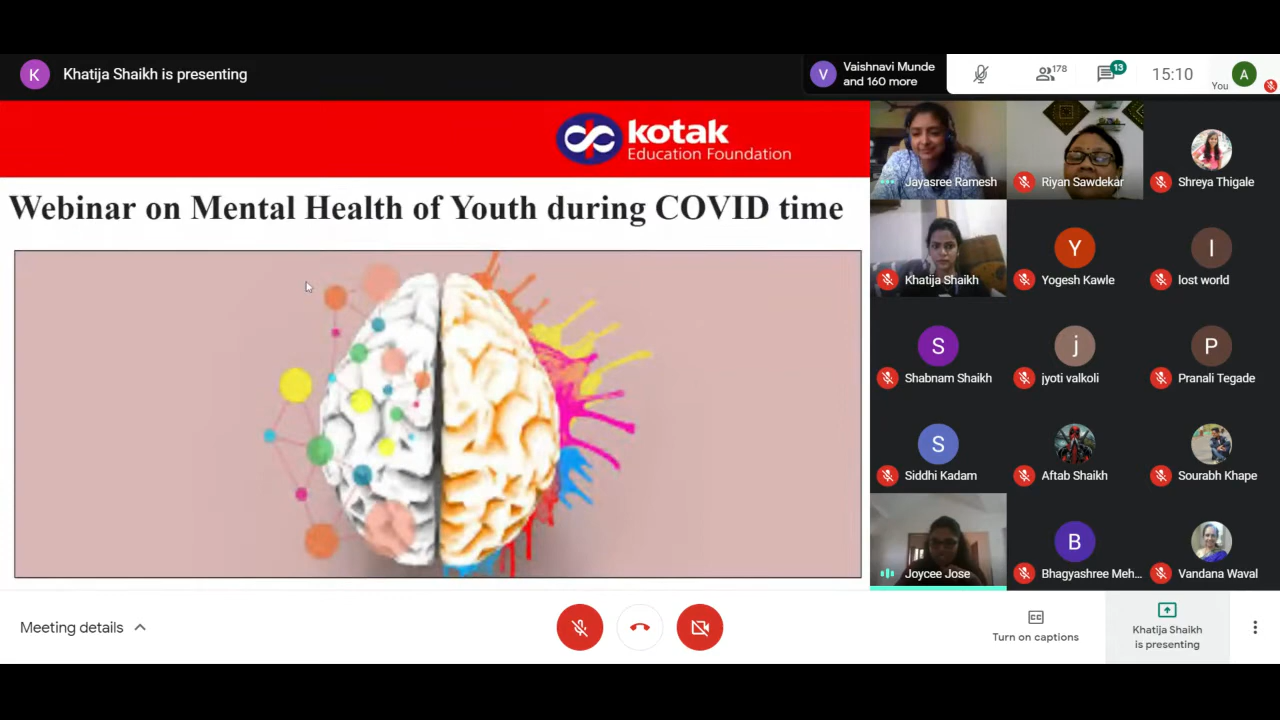 K
Khatija Shaikh is presenting
V
Vaishnavi Munde
and 160 more
178
13
15:10
You
A
kotak
Education Foundation
Webinar on Mental Health of Youth during COVID time
Jayasree Ramesh
Riyan Sawdekar
Shreya Thigale
Khatija Shaikh
Y
Yogesh Kawle
I
lost world
S
Shabnam Shaikh
j
jyoti valkoli
P
Pranali Tegade
S
Siddhi Kadam
Aftab Shaikh
Sourabh Khape
Joycee Jose
B
Bhagyashree Meh...
Vandana Waval
Meeting details
CC
Turn on captions
Khatija Shaikh
is presenting